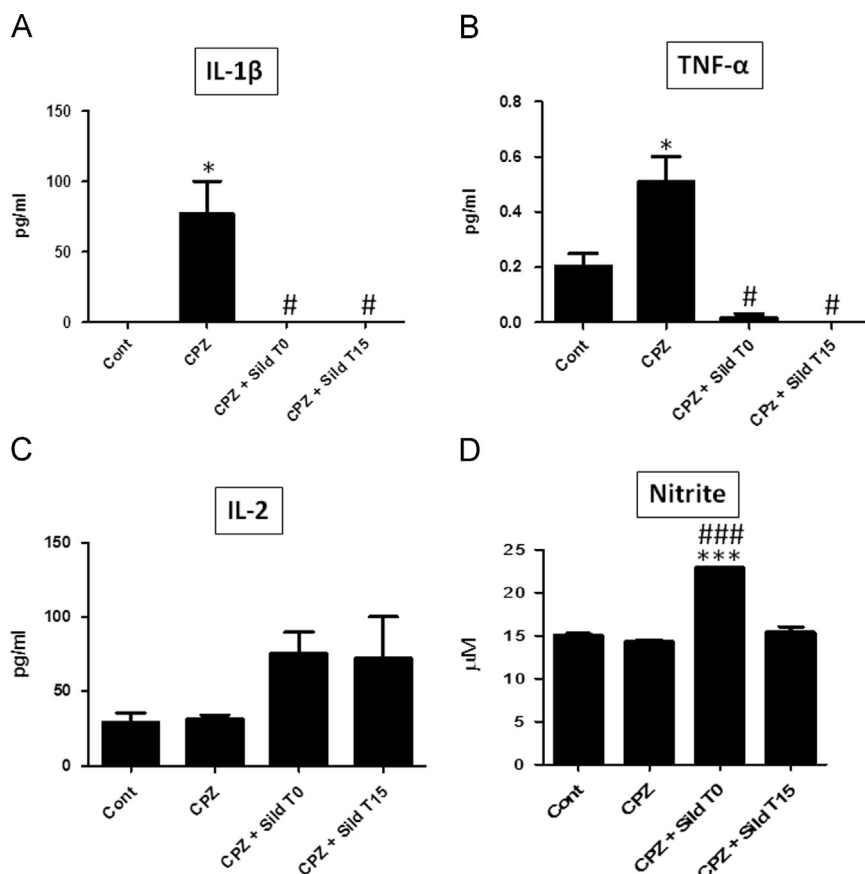 A
IL-1β
150
100
50
0
pg/ml
*
#
#
Cont
CPZ
CPZ + Sild T0
CPZ + Sild T15
B
TNF-α
0.8
0.6
0.4
0.2
0.0
pg/ml
*
#
#
Cont
CPZ
CPZ + Sild T0
CPz + Sild T15
C
IL-2
150
100
50
0
pg/ml
Cont
CPZ
CPZ + Sild T0
CPZ + Sild T15
D
Nitrite
25
20
15
10
5
0
µM
###
***
Cont
CPZ
CPZ + Sild T0
CPZ + Sild T15